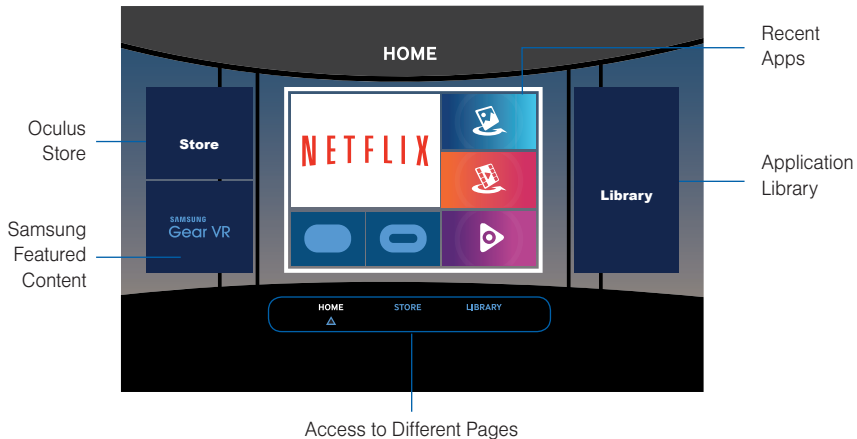 HOME
Recent
Apps
Oculus
Store
Store
NETFLIX
Application
Library
Library
Samsung
Featured
Content
SAMSUNG
Gear VR
HOME STORE LIBRARY
Access to Different Pages